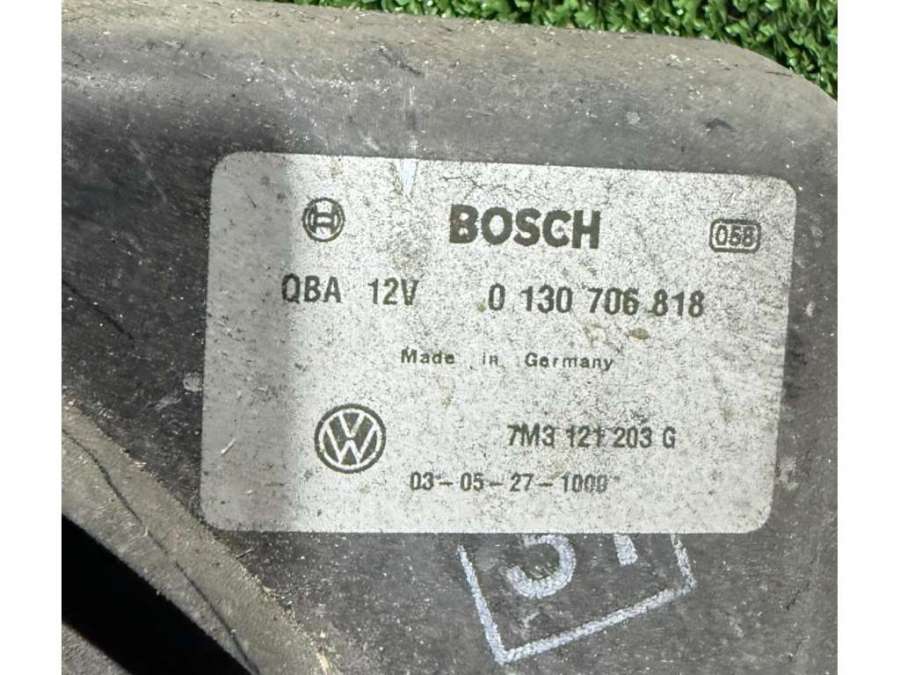 BOSCH 058
QBA 12V 0 130 706 818
Made in Germany
7M3 121 203 G
03-05-27-1000